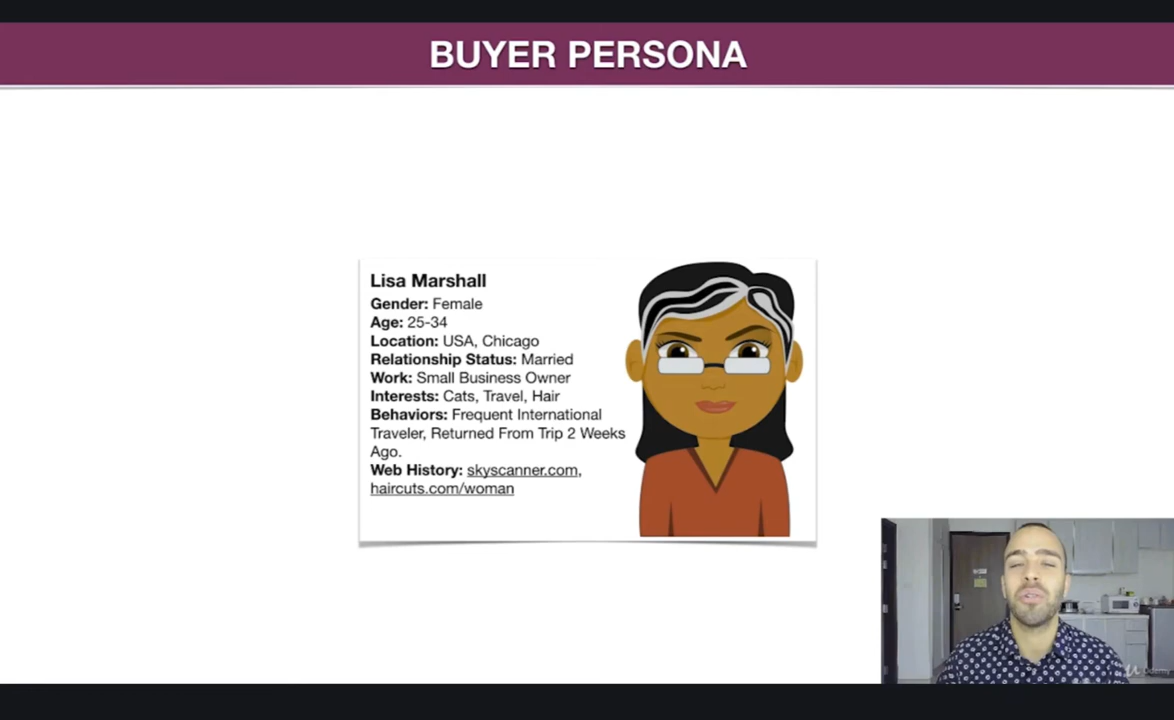 BUYER PERSONA
Lisa Marshall
Gender: Female
Age: 25-34
Location: USA, Chicago
Relationship Status: Married
Work: Small Business Owner
Interests: Cats, Travel, Hair
Behaviors: Frequent International
Traveler, Returned From Trip 2 Weeks
Ago.
Web History: skyscanner.com,
haircuts.com/woman
Udemy